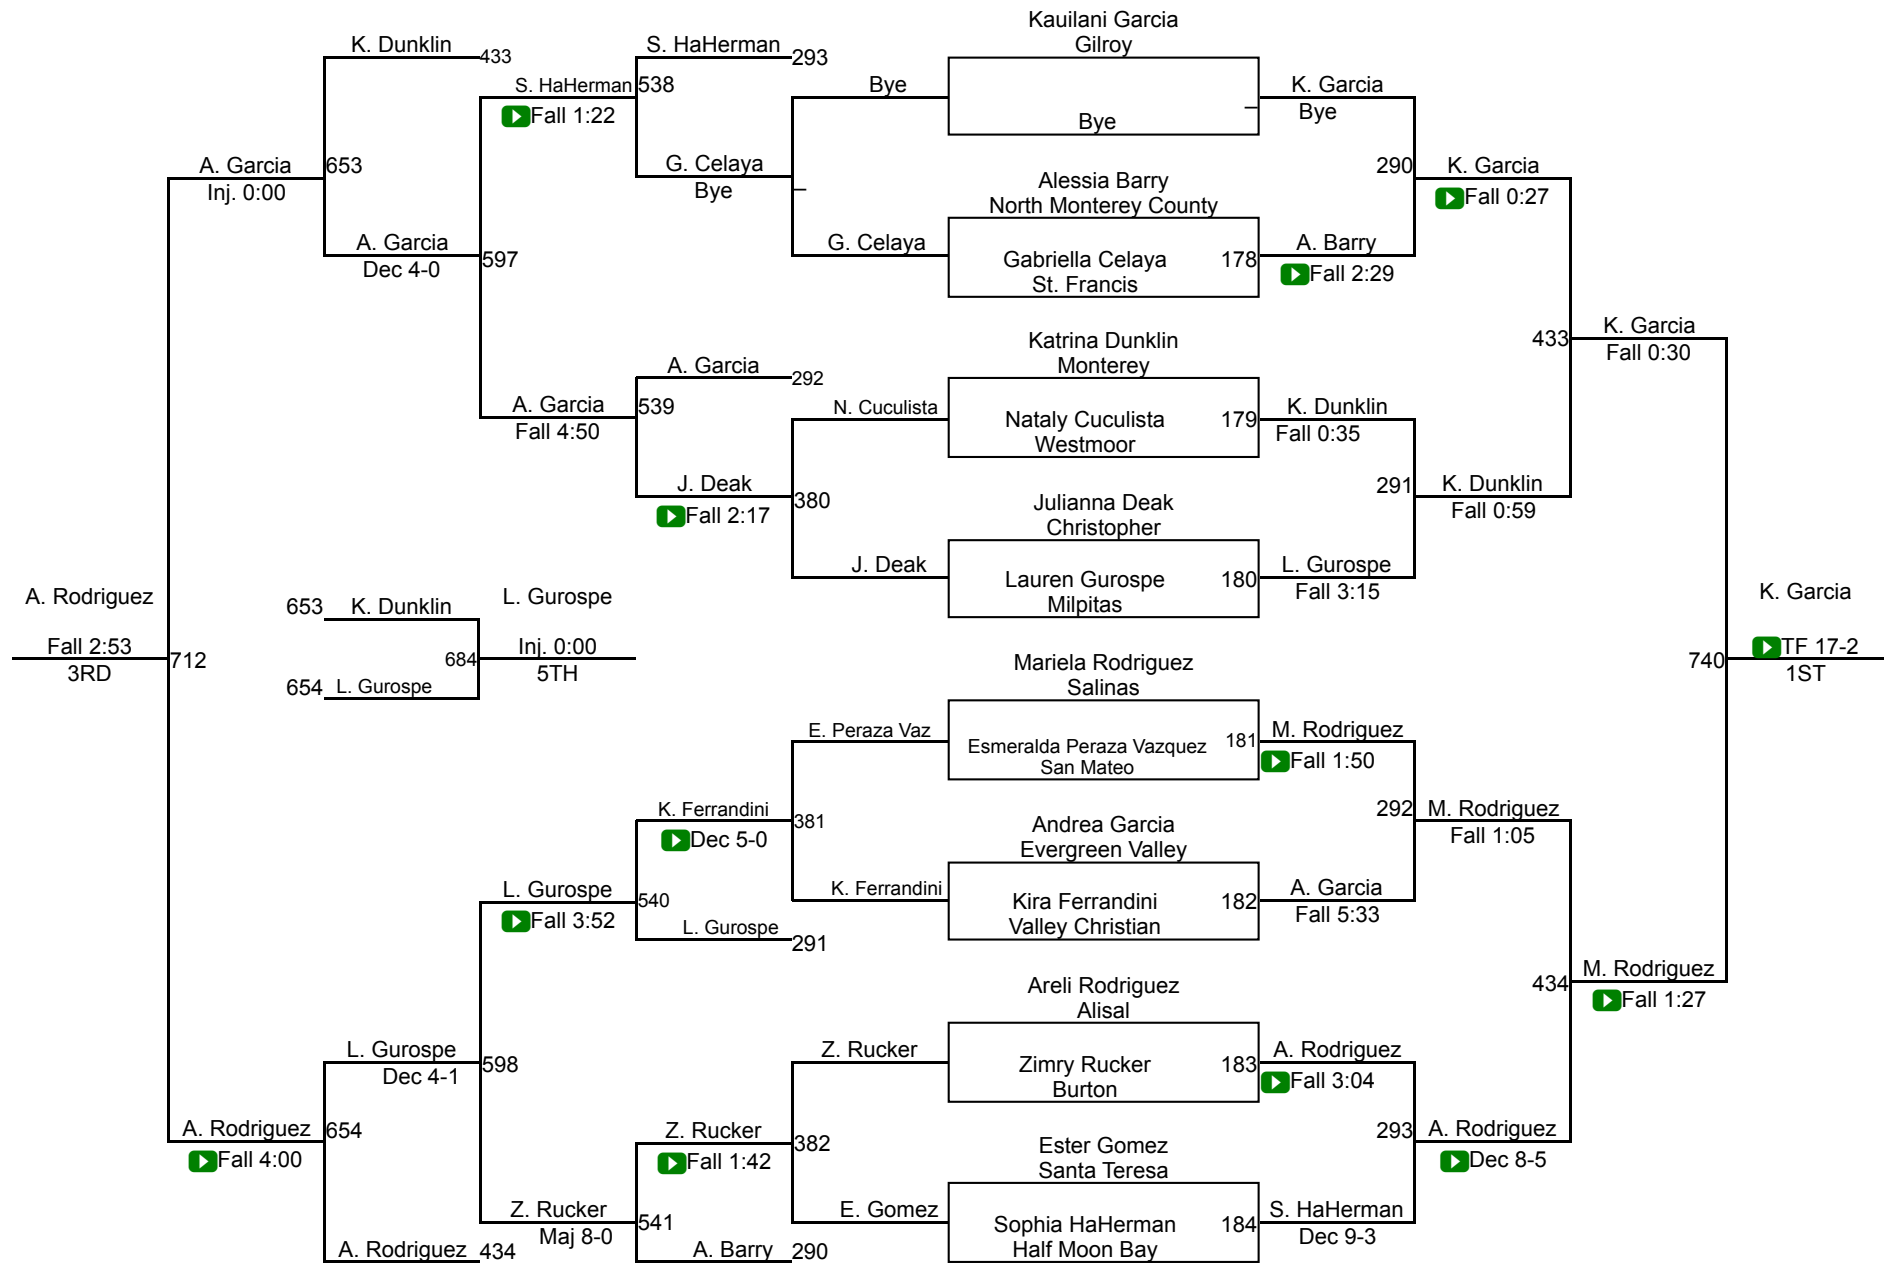 Kauilani Garcia
K. Dunklin
433
S. HaHerman
293
Gilroy
S. HaHerman
538
Bye
K. Garcia
Fall 1:22
Bye
Bye
A. Garcia
653
G. Celaya
290
K. Garcia
Inj. 0:00
Bye
Alessia Barry
Fall 0:27
North Monterey County
A. Garcia
G. Celaya
A. Barry
Dec 4-0
597
Gabriella Celaya
178
Fall 2:29
St. Francis
433
K. Garcia
Katrina Dunklin
Fall 0:30
A. Garcia
292
Monterey
A. Garcia
539
N. Cuculista
K. Dunklin
Fall 4:50
Nataly Cuculista
179
Fall 0:35
Westmoor
J. Deak
380
291
K. Dunklin
Fall 2:17
Julianna Deak
Fall 0:59
Christopher
J. Deak
L. Gurospe
Lauren Gurospe
180
Fall 3:15
A. Rodriguez
653
K. Dunklin
L. Gurospe
Milpitas
K. Garcia
Fall 2:53
Inj. 0:00
TF 17-2
3RD
712
684
5TH
740
1ST
654
L. Gurospe
Mariela Rodriguez
Salinas
E. Peraza Vaz
M. Rodriguez
Esmeralda Peraza Vazquez
181
Fall 1:50
San Mateo
K. Ferrandini
381
292
M. Rodriguez
Dec 5-0
Andrea Garcia
Fall 1:05
Evergreen Valley
L. Gurospe
540
K. Ferrandini
A. Garcia
Fall 3:52
Kira Ferrandini
182
Fall 5:33
L. Gurospe
291
Valley Christian
434
M. Rodriguez
Areli Rodriguez
Fall 1:27
Alisal
L. Gurospe
598
Z. Rucker
A. Rodriguez
Dec 4-1
Zimry Rucker
183
Fall 3:04
Burton
A. Rodriguez
654
Z. Rucker
382
293
A. Rodriguez
Fall 4:00
Fall 1:42
Ester Gomez
Dec 8-5
Santa Teresa
Z. Rucker
541
E. Gomez
S. HaHerman
Maj 8-0
Sophia HaHerman
184
Dec 9-3
A. Rodriguez
434
A. Barry
290
Half Moon Bay